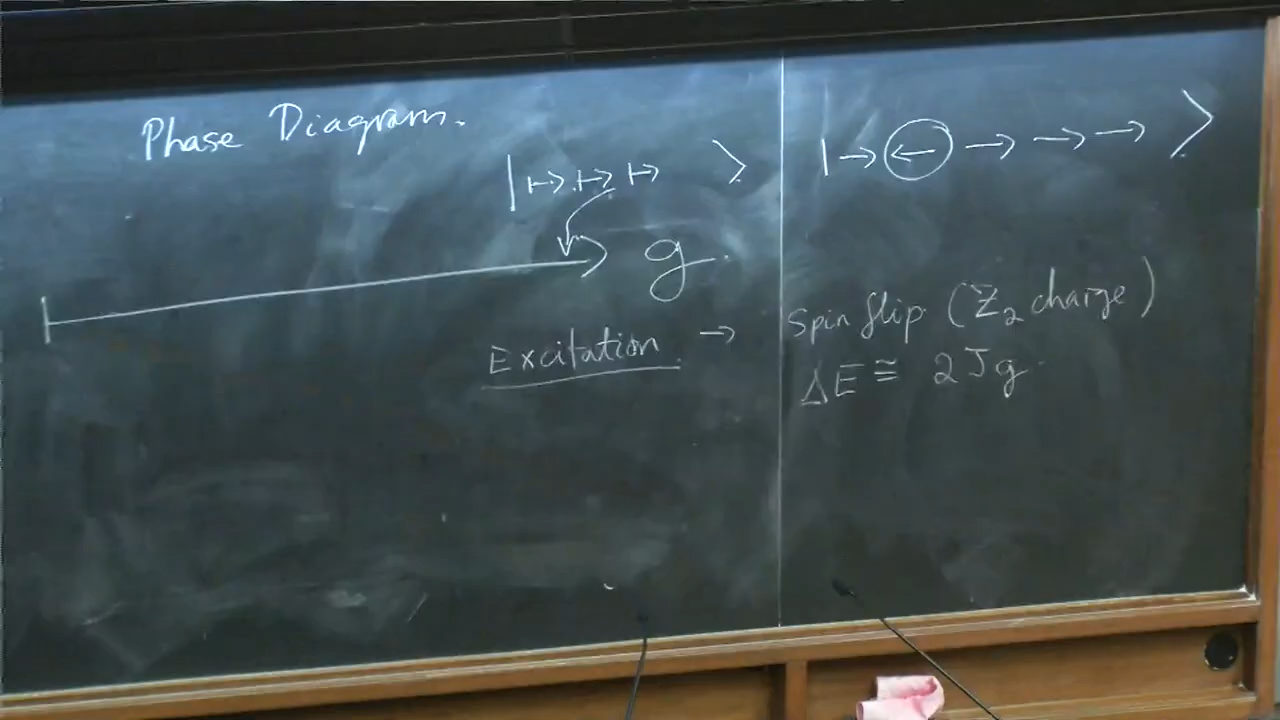 Phase Diagram.
|↦ ↦ ↦ ⟩
g.
Excitation. →
|→ ← → → → ⟩
Spin flip (Z₂ charge)
ΔE ≅ 2Jg